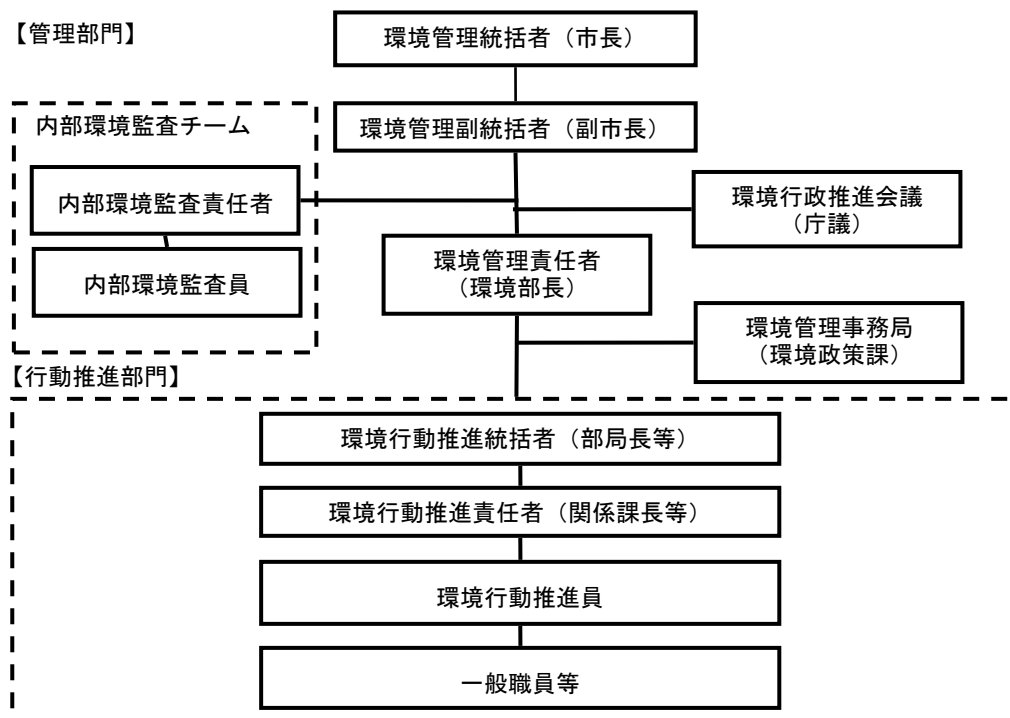 【管理部門】
環境管理統括者（市長）
環境管理副統括者（副市長）
内部環境監査チーム
内部環境監査責任者
内部環境監査員
環境行政推進会議
（庁議）
環境管理責任者
（環境部長）
環境管理事務局
（環境政策課）
【行動推進部門】
環境行動推進統括者（部局長等）
環境行動推進責任者（関係課長等）
環境行動推進員
一般職員等